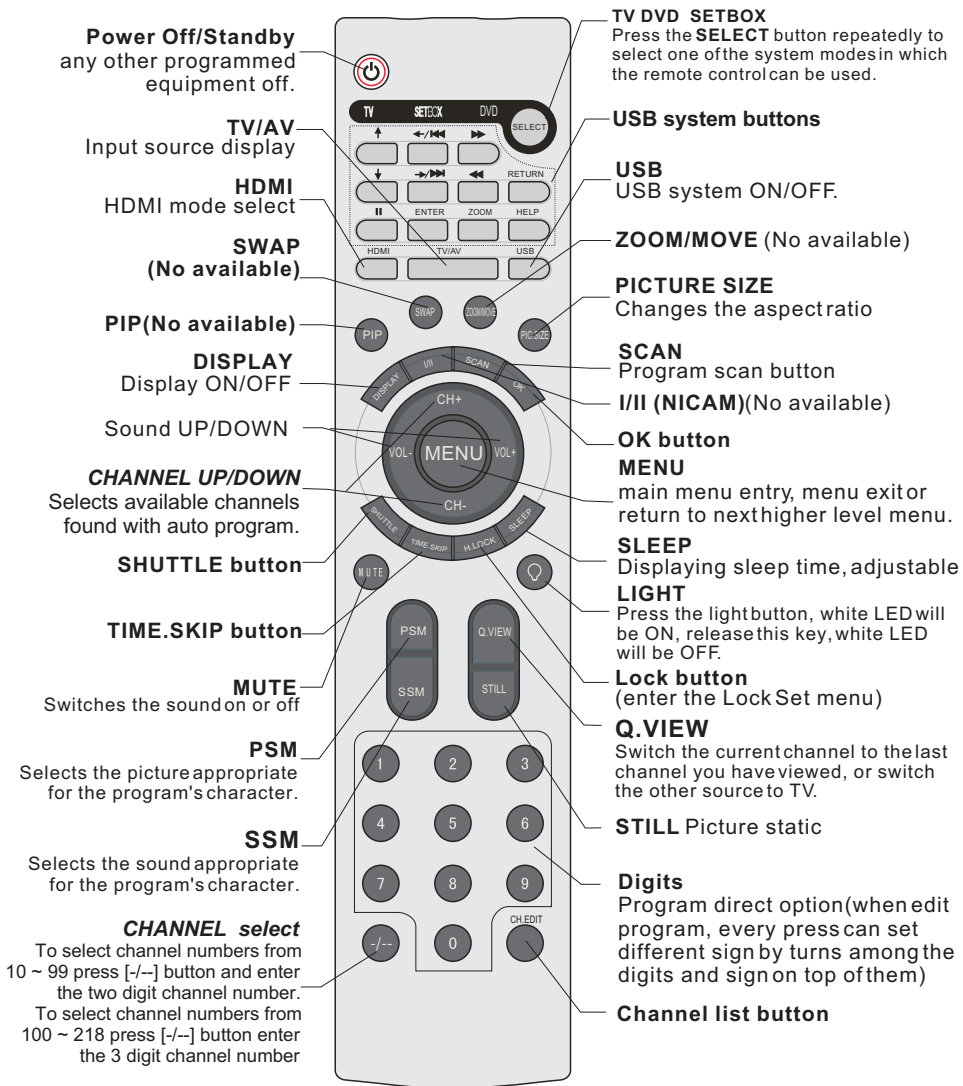 Power Off/Standby
any other programmed
equipment off.
TV/AV
Input source display
HDMI
HDMI mode select
SWAP
(No available)
PIP(No available)
DISPLAY
Display ON/OFF
Sound UP/DOWN
CHANNEL UP/DOWN
Selects available channels
found with auto program.
SHUTTLE button
TIME.SKIP button
MUTE
Switches the sound on or off
PSM
Selects the picture appropriate
for the program's character.
SSM
Selects the sound appropriate
for the program's character.
CHANNEL select
To select channel numbers from
10 ~ 99 press [-/--] button and enter
the two digit channel number.
To select channel numbers from
100 ~ 218 press [-/--] button enter
the 3 digit channel number
TV SETBOX DVD
SELECT
RETURN
ENTER ZOOM HELP
HDMI TV/AV USB
SWAP ZOOM/MOVE
PIP PIC.SIZE
DISPLAY I/II SCAN OK
CH+
VOL- MENU VOL+
CH-
SHUTTLE TIME-SKIP H.LOCK SLEEP
MUTE
PSM Q.VIEW
SSM STILL
1 2 3
4 5 6
7 8 9
CH.EDIT
-/-- 0
TV DVD SETBOX
Press the SELECT button repeatedly to
select one of the system modes in which
the remote control can be used.
USB system buttons
USB
USB system ON/OFF.
ZOOM/MOVE (No available)
PICTURE SIZE
Changes the aspect ratio
SCAN
Program scan button
I/II (NICAM)(No available)
OK button
MENU
main menu entry, menu exit or
return to next higher level menu.
SLEEP
Displaying sleep time, adjustable
LIGHT
Press the light button, white LED will
be ON, release this key, white LED
will be OFF.
Lock button
(enter the Lock Set menu)
Q.VIEW
Switch the current channel to the last
channel you have viewed, or switch
the other source to TV.
STILL Picture static
Digits
Program direct option(when edit
program, every press can set
different sign by turns among the
digits and sign on top of them)
Channel list button